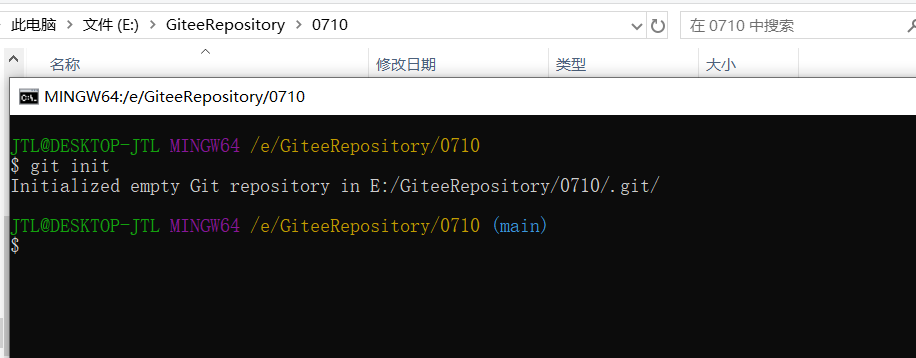 此电脑 > 文件 (E:) > GiteeRepository > 0710
在 0710 中搜索
名称 修改日期 类型 大小
MINGW64:/e/GiteeRepository/0710
JTL@DESKTOP-JTL MINGW64 /e/GiteeRepository/0710
$ git init
Initialized empty Git repository in E:/GiteeRepository/0710/.git/
JTL@DESKTOP-JTL MINGW64 /e/GiteeRepository/0710 (main)
$